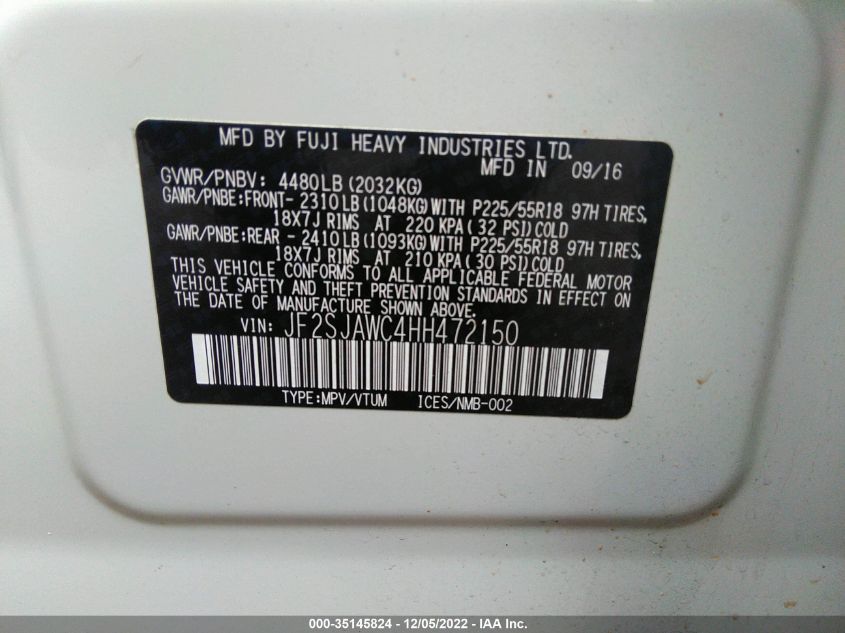 MFD BY FUJI HEAVY INDUSTRIES LTD.
MFD IN 09/16
GVWR/PNBV: 4480LB(2032KG)
GAWR/PNBE:FRONT- 2310LB(1048KG)WITH P225/55R18 97H TIRES,
18X7J RIMS AT 220 KPA(32 PSI)COLD
GAWR/PNBE:REAR - 2410LB(1093KG)WITH P225/55R18 97H TIRES,
18X7J RIMS AT 210 KPA(30 PSI)COLD
THIS VEHICLE CONFORMS TO ALL APPLICABLE FEDERAL MOTOR
VEHICLE SAFETY AND THEFT PREVENTION STANDARDS IN EFFECT ON
THE DATE OF MANUFACTURE SHOWN ABOVE.
VIN: JF2SJAWC4HH472150
TYPE:MPV/VTUM ICES/NMB-002
000-35145824 - 12/05/2022 - IAA Inc.